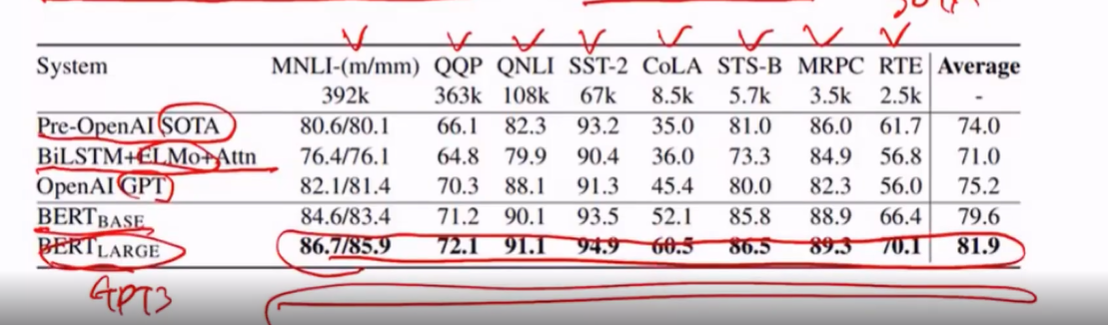 System MNLI-(m/mm) QQP QNLI SST-2 CoLA STS-B MRPC RTE Average
392k 363k 108k 67k 8.5k 5.7k 3.5k 2.5k -
Pre-OpenAI SOTA 80.6/80.1 66.1 82.3 93.2 35.0 81.0 86.0 61.7 74.0
BiLSTM+ELMo+Attn 76.4/76.1 64.8 79.9 90.4 36.0 73.3 84.9 56.8 71.0
OpenAI GPT 82.1/81.4 70.3 88.1 91.3 45.4 80.0 82.3 56.0 75.2
BERTBASE 84.6/83.4 71.2 90.1 93.5 52.1 85.8 88.9 66.4 79.6
BERTLARGE 86.7/85.9 72.1 91.1 94.9 60.5 86.5 89.3 70.1 81.9
GPT3